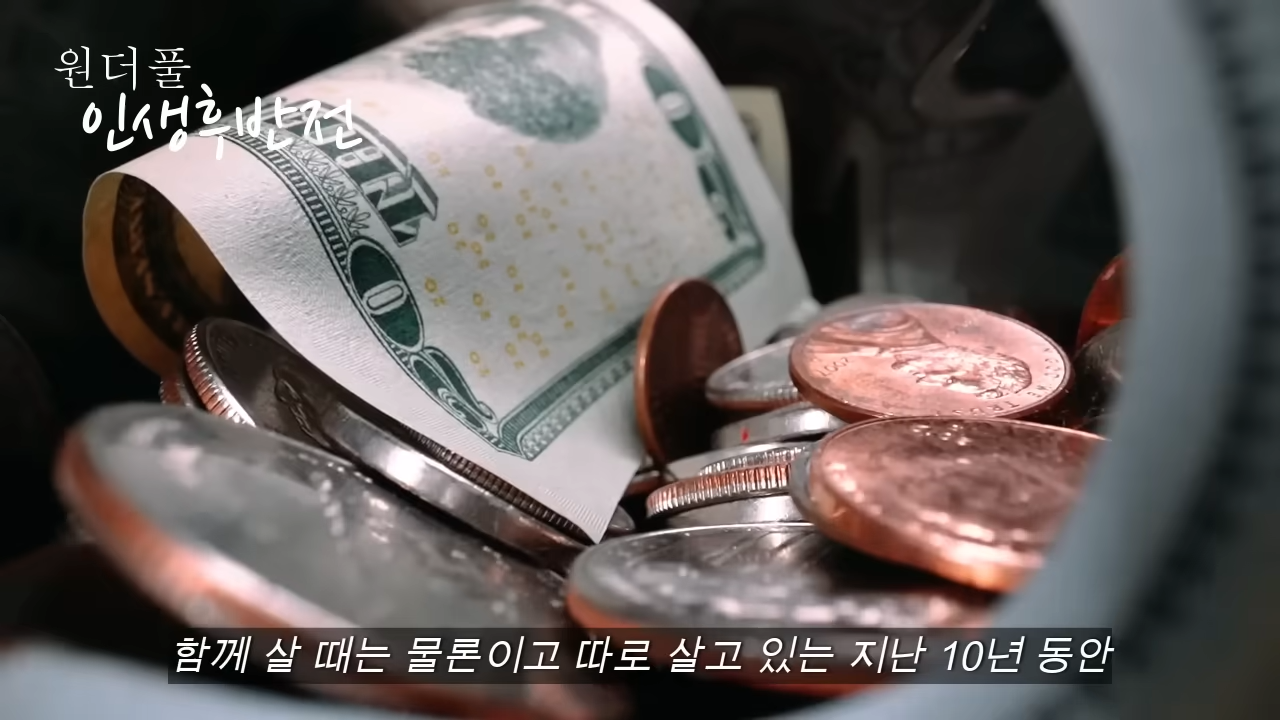 원더풀
인생후반전
함께 살 때는 물론이고 따로 살고 있는 지난 10년 동안